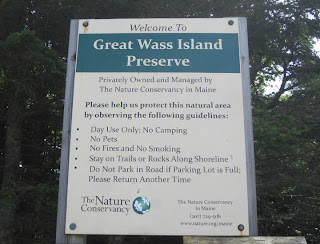 Welcome To
Great Wass Island
Preserve
Privately Owned and Managed by
The Nature Conservancy in Maine
Please help us protect this natural area
by observing the following guidelines:
• Day Use Only; No Camping
• No Pets
• No Fires and No Smoking
• Stay on Trails or Rocks Along Shoreline
• Do Not Park in Road if Parking Lot is Full;
Please Return Another Time
The Nature
Conservancy
The Nature Conservancy
In Maine
(207) 729-5181
www.nature.org/maine